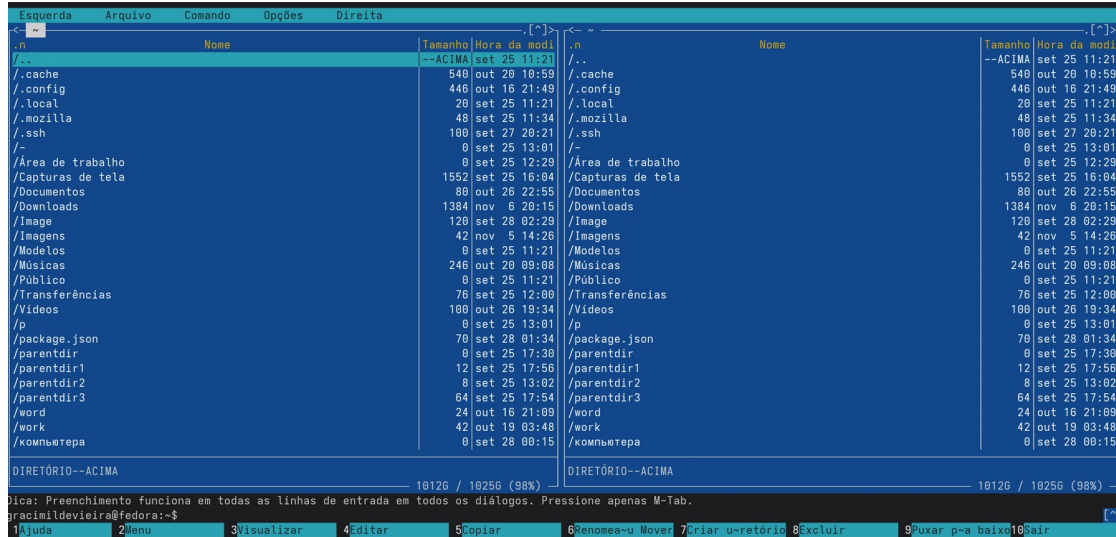 Esquerda Arquivo Comando Opções Direita
<- ~ .[^]> <- ~ .[^]>
.n Nome Tamanho Hora da modi .n Nome Tamanho Hora da modi
/.. --ACIMA set 25 11:21 /.. --ACIMA set 25 11:21
/.cache 540 out 20 10:59 /.cache 540 out 20 10:59
/.config 446 out 16 21:49 /.config 446 out 16 21:49
/.local 20 set 25 11:21 /.local 20 set 25 11:21
/.mozilla 48 set 25 11:34 /.mozilla 48 set 25 11:34
/.ssh 100 set 27 20:21 /.ssh 100 set 27 20:21
/- 0 set 25 13:01 /- 0 set 25 13:01
/Área de trabalho 0 set 25 12:29 /Área de trabalho 0 set 25 12:29
/Capturas de tela 1552 set 25 16:04 /Capturas de tela 1552 set 25 16:04
/Documentos 80 out 26 22:55 /Documentos 80 out 26 22:55
/Downloads 1384 nov 6 20:15 /Downloads 1384 nov 6 20:15
/Image 120 set 28 02:29 /Image 120 set 28 02:29
/Imagens 42 nov 5 14:26 /Imagens 42 nov 5 14:26
/Modelos 0 set 25 11:21 /Modelos 0 set 25 11:21
/Músicas 246 out 20 09:08 /Músicas 246 out 20 09:08
/Público 0 set 25 11:21 /Público 0 set 25 11:21
/Transferências 76 set 25 12:00 /Transferências 76 set 25 12:00
/Vídeos 100 out 26 19:34 /Vídeos 100 out 26 19:34
/p 0 set 25 13:01 /p 0 set 25 13:01
/package.json 70 set 28 01:34 /package.json 70 set 28 01:34
/parentdir 0 set 25 17:30 /parentdir 0 set 25 17:30
/parentdir1 12 set 25 17:56 /parentdir1 12 set 25 17:56
/parentdir2 8 set 25 13:02 /parentdir2 8 set 25 13:02
/parentdir3 64 set 25 17:54 /parentdir3 64 set 25 17:54
/word 24 out 16 21:09 /word 24 out 16 21:09
/work 42 out 19 03:48 /work 42 out 19 03:48
/компьютера 0 set 28 00:15 /компьютера 0 set 28 00:15
DIRETÓRIO--ACIMA DIRETÓRIO--ACIMA
1012G / 1025G (98%) 1012G / 1025G (98%)
Dica: Preenchimento funciona em todas as linhas de entrada em todos os diálogos. Pressione apenas M-Tab.
gracimildevieira@fedora:~$ [^
1Ajuda 2Menu 3Visualizar 4Editar 5Copiar 6Renomea~u Mover 7Criar u~retório 8Excluir 9Puxar p~a baixo 10Sair